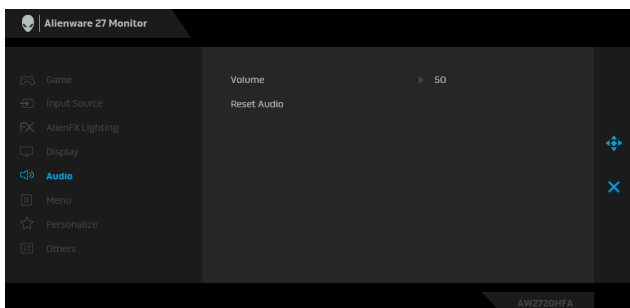 Alienware 27 Monitor
Game
Input Source
AlienFX Lighting
Display
Audio
Menu
Personalize
Others
Volume 50
Reset Audio
AW2720HFA